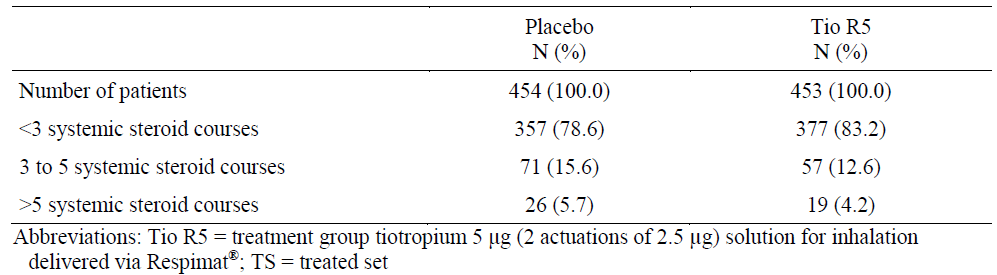 Placebo Tio R5
N (%) N (%)
Number of patients 454 (100.0) 453 (100.0)
<3 systemic steroid courses 357 (78.6) 377 (83.2)
3 to 5 systemic steroid courses 71 (15.6) 57 (12.6)
>5 systemic steroid courses 26 (5.7) 19 (4.2)
Abbreviations: Tio R5 = treatment group tiotropium 5 µg (2 actuations of 2.5 µg) solution for inhalation
delivered via Respimat®; TS = treated set